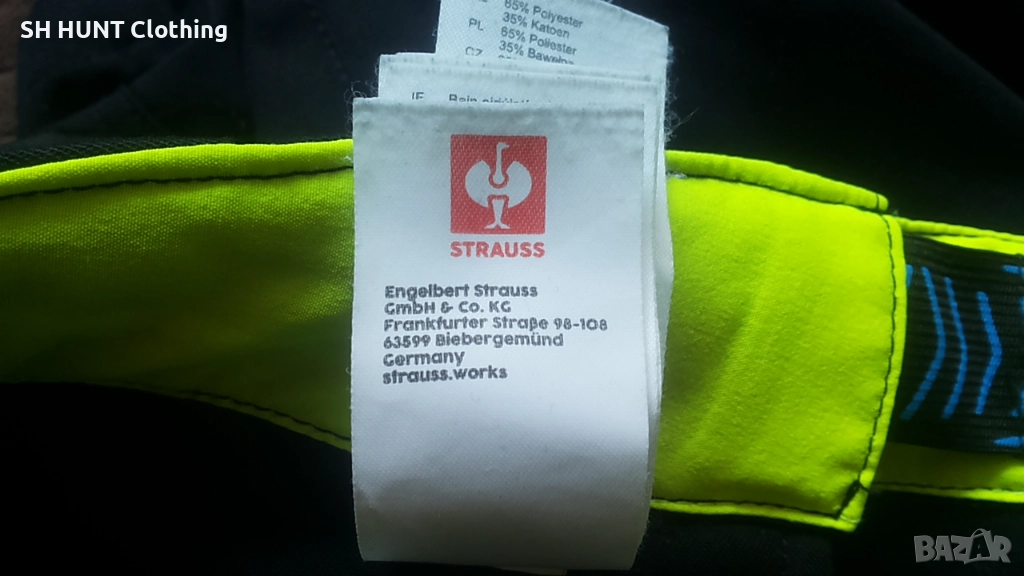 SH HUNT Clothing
65% Polyester
35% Katoen
PL 65% Poliester
CZ 35% Bawełna
STRAUSS
Engelbert Strauss
GmbH & Co. KG
Frankfurter Straße 98-108
63599 Biebergemünd
Germany
strauss.works
BAZAR